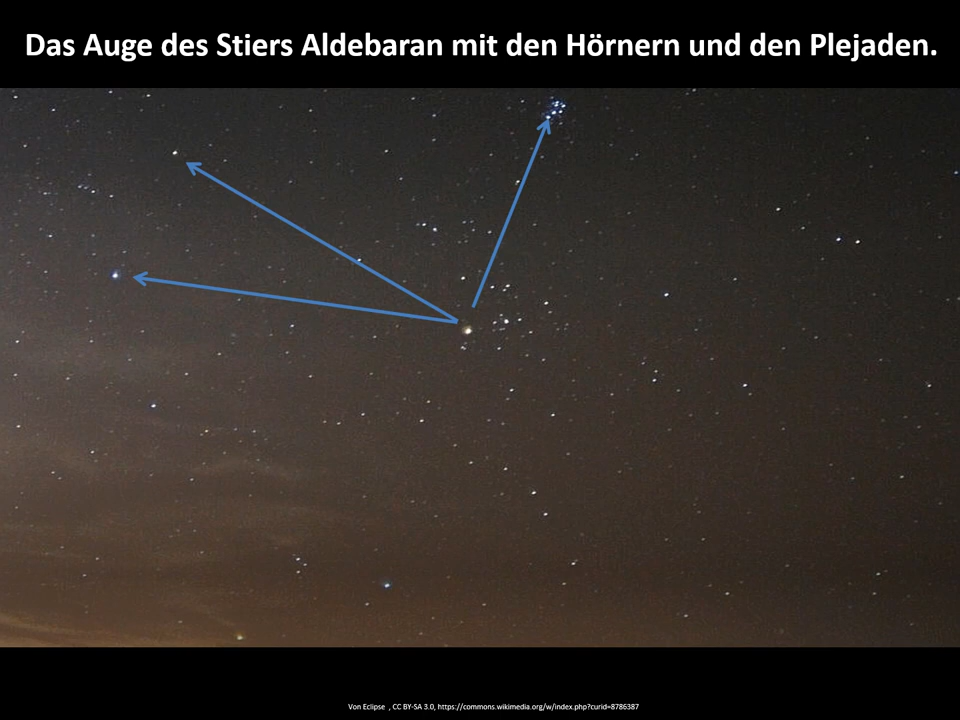 Das Auge des Stiers Aldebaran mit den Hörnern und den Plejaden.
Von Eclipse , CC BY-SA 3.0, https://commons.wikimedia.org/w/index.php?curid=8786387